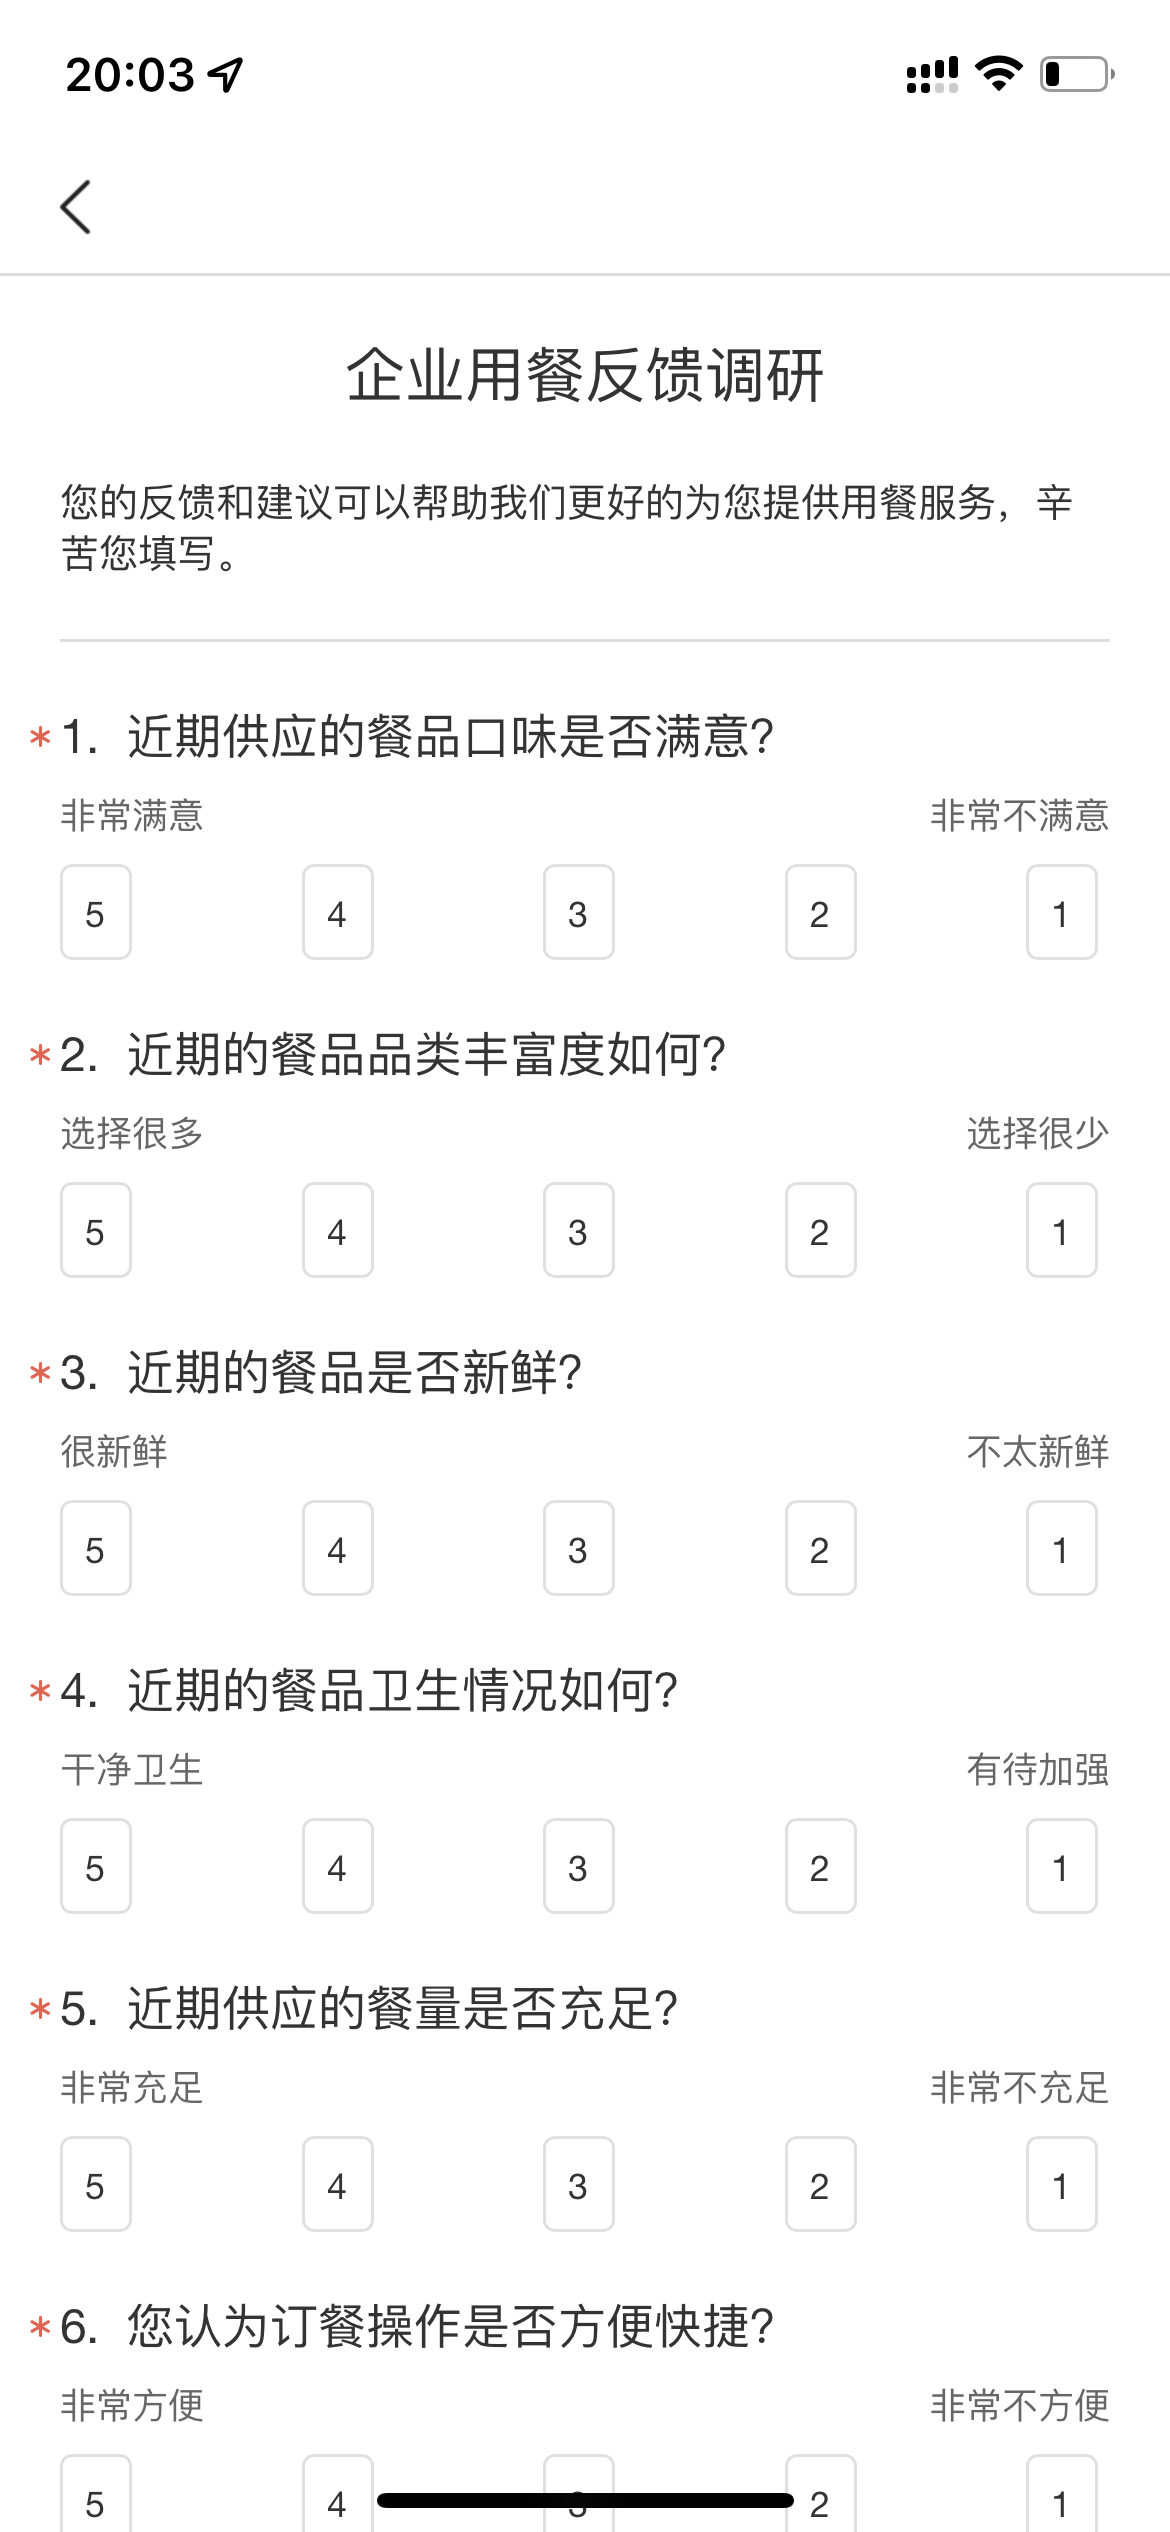 20:03
企业用餐反馈调研
您的反馈和建议可以帮助我们更好的为您提供用餐服务，辛
苦您填写。
*1. 近期供应的餐品口味是否满意?
非常满意 非常不满意
5 4 3 2 1
*2. 近期的餐品品类丰富度如何?
选择很多 选择很少
5 4 3 2 1
*3. 近期的餐品是否新鲜?
很新鲜 不太新鲜
5 4 3 2 1
*4. 近期的餐品卫生情况如何?
干净卫生 有待加强
5 4 3 2 1
*5. 近期供应的餐量是否充足?
非常充足 非常不充足
5 4 3 2 1
*6. 您认为订餐操作是否方便快捷?
非常方便 非常不方便
5 4 3 2 1